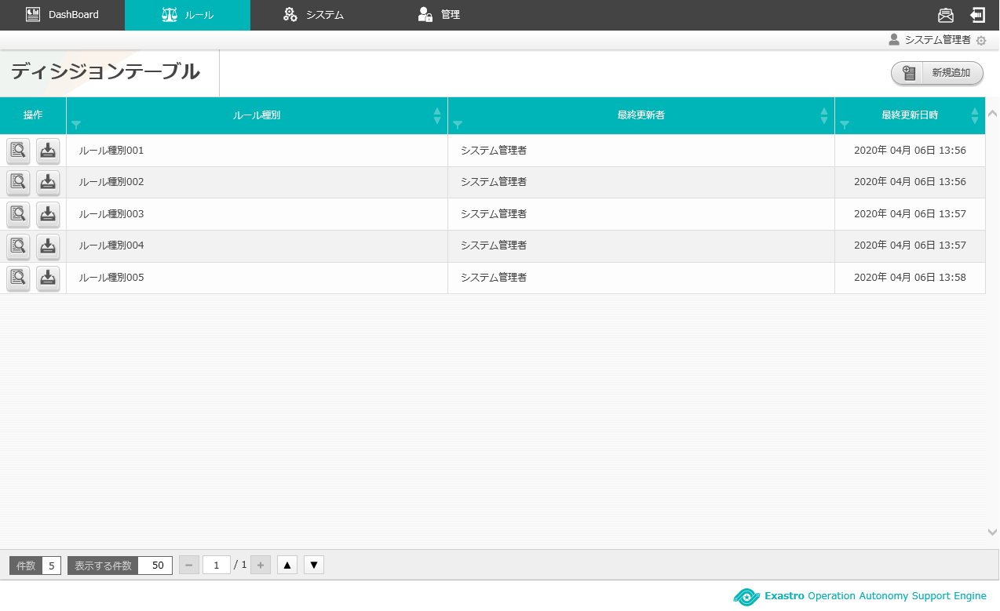 DashBoard ルール システム 管理
システム管理者
ディシジョンテーブル
新規追加
操作 ルール種別 最終更新者 最終更新日時
ルール種別001 システム管理者 2020年 04月 06日 13:56
ルール種別002 システム管理者 2020年 04月 06日 13:56
ルール種別003 システム管理者 2020年 04月 06日 13:57
ルール種別004 システム管理者 2020年 04月 06日 13:57
ルール種別005 システム管理者 2020年 04月 06日 13:58
件数 5 表示する件数 50 − 1 / 1 + ▲ ▼
Exastro Operation Autonomy Support Engine